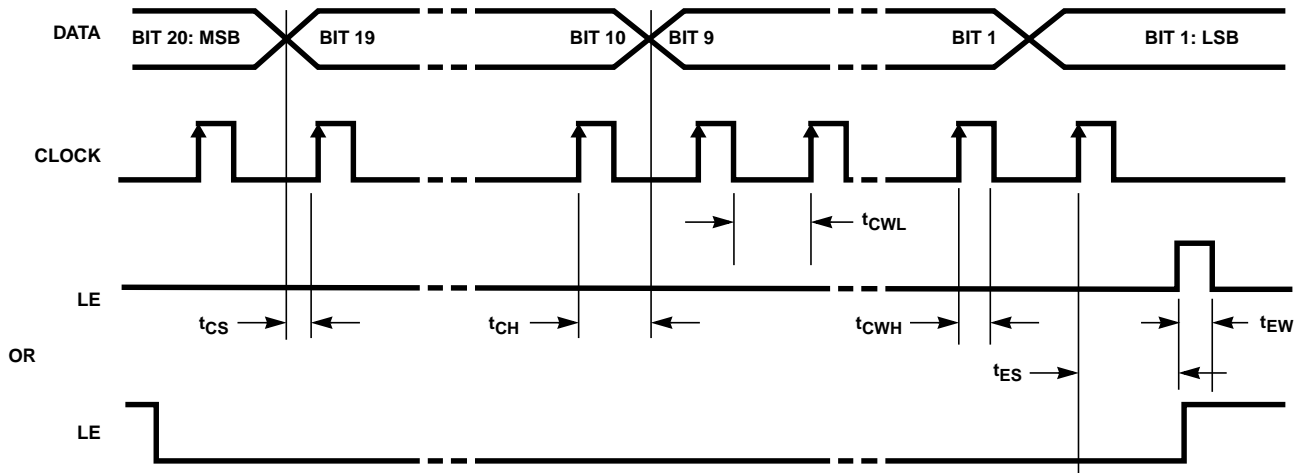 DATA
BIT 20: MSB
BIT 19
BIT 10
BIT 9
BIT 1
BIT 1: LSB
CLOCK
tCWL
LE
tCS
tCH
tCWH
tEW
OR
tES
LE